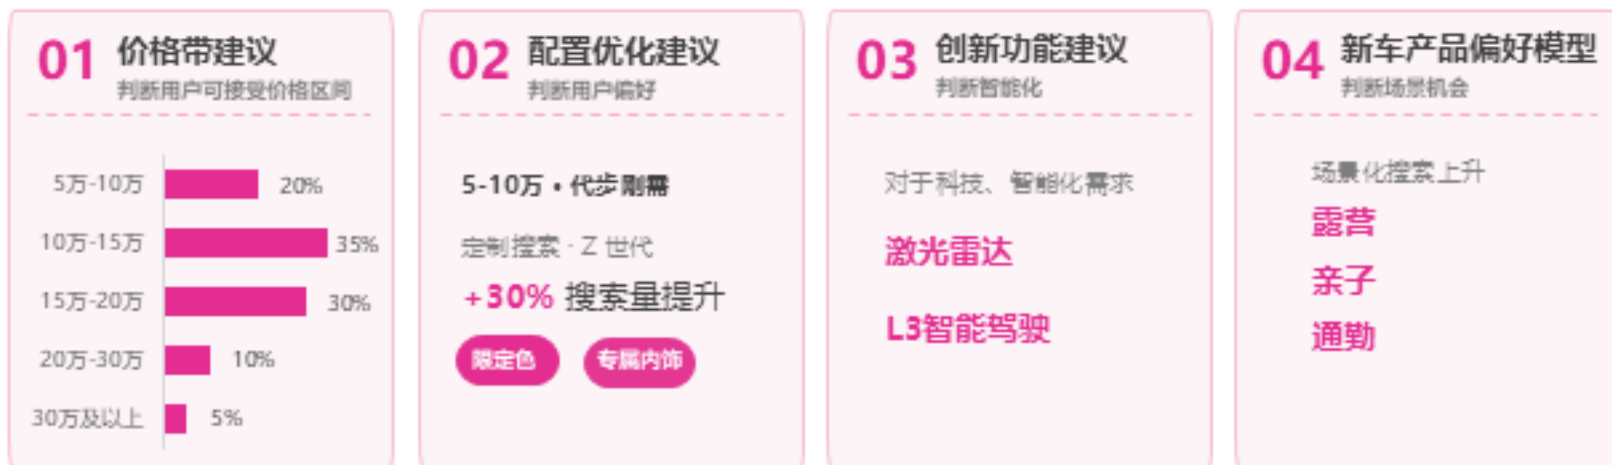 01 价格带建议
判断用户可接受价格区间
5万-10万 20%
10万-15万 35%
15万-20万 30%
20万-30万 10%
30万及以上 5%
02 配置优化建议
判断用户偏好
5-10万 • 代步刚需
定制搜索 · Z 世代
+30% 搜索量提升
限定色 专属内饰
03 创新功能建议
判断智能化
对于科技、智能化需求
激光雷达
L3智能驾驶
04 新车产品偏好模型
判断场景机会
场景化搜索上升
露营
亲子
通勤